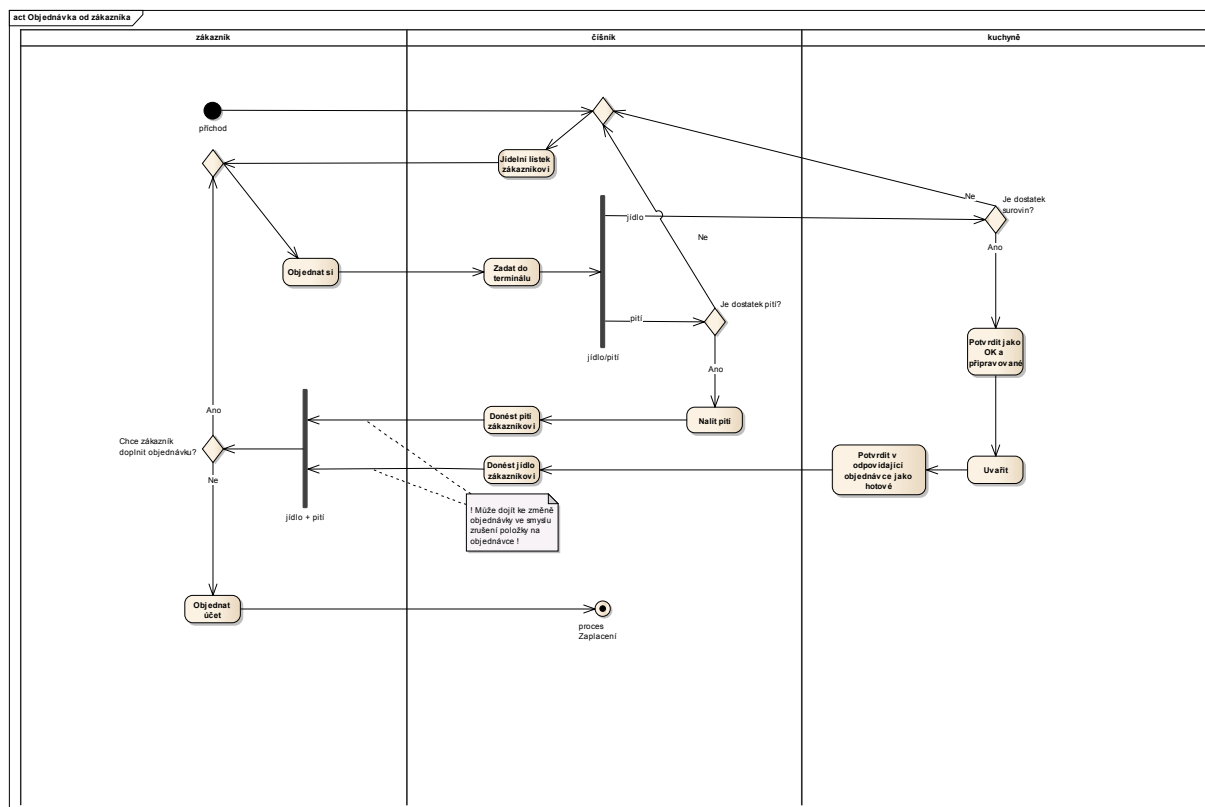 act Objednávka od zákazníka
zákazník
číšník
kuchyně
příchod
Jídelní lístek
zákazníkovi
Ne
Je dostatek
surovin?
jídlo
Ne
Ano
Objednat si
Zadat do
terminálu
Je dostatek pití?
pití
jídlo/pití
Potvrdit jako
OK a
připravované
Ano
Ano
Donést pití
zákazníkovi
Nalít pití
Chce zákazník
doplnit objednávku?
Ne
Donést jídlo
zákazníkovi
Potvrdit v
odpovídající
objednávce jako
hotové
Uvařit
jídlo + pití
! Může dojít ke změně
objednávky ve smyslu
zrušení položky na
objednávce !
Objednat
účet
proces
Zaplacení